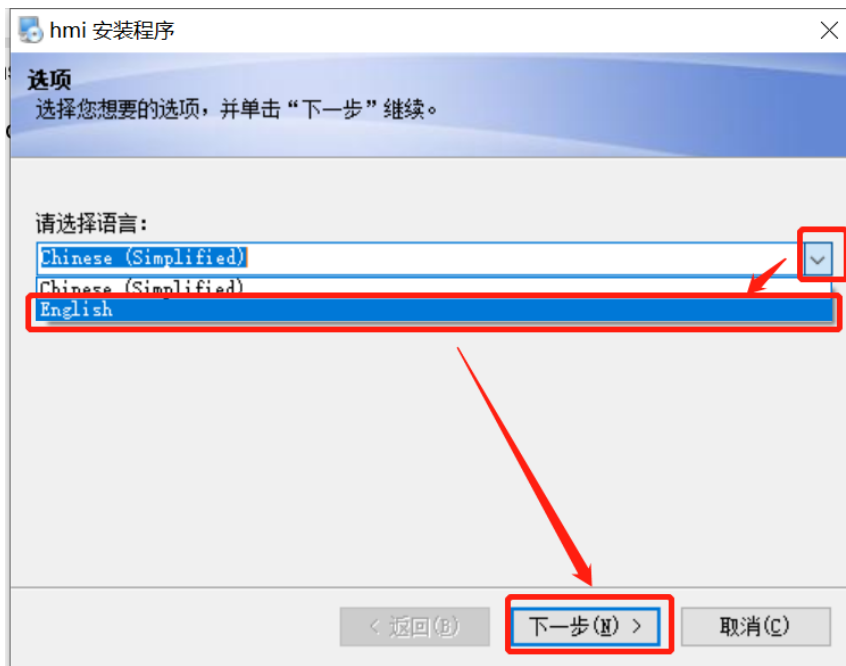 hmi 安装程序
选项
选择您想要的选项，并单击“下一步”继续。
请选择语言：
Chinese (Simplified)
Chinese (Simplified)
English
< 返回(B)
下一步(N) >
取消(C)